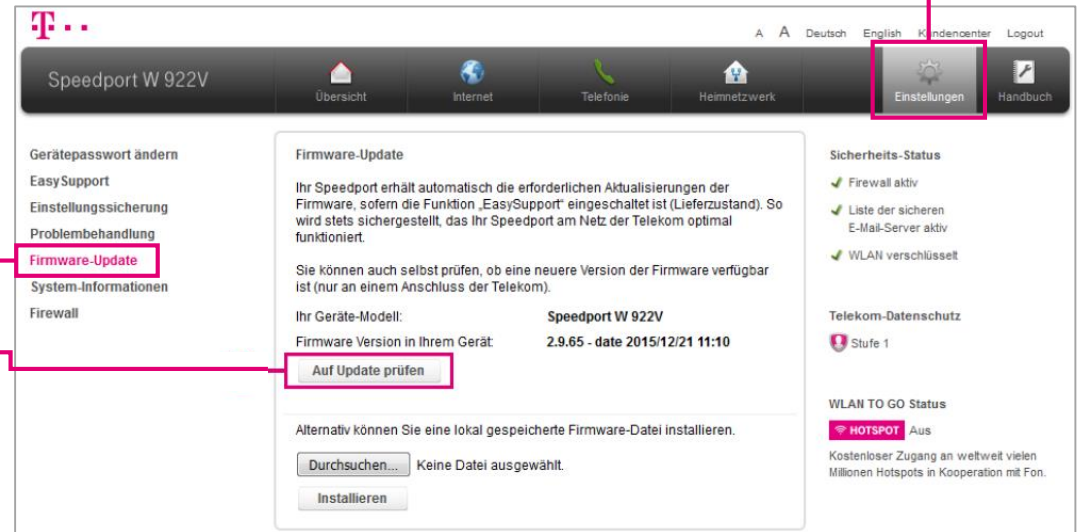 T
A A Deutsch English Kundencenter Logout
Speedport W 922V
Übersicht Internet Telefonie Heimnetzwerk Einstellungen Handbuch
Gerätepasswort ändern
EasySupport
Einstellungssicherung
Problembehandlung
Firmware-Update
System-Informationen
Firewall
Firmware-Update
Ihr Speedport erhält automatisch die erforderlichen Aktualisierungen der
Firmware, sofern die Funktion „EasySupport“ eingeschaltet ist (Lieferzustand). So
wird stets sichergestellt, das Ihr Speedport am Netz der Telekom optimal
funktioniert.
Sie können auch selbst prüfen, ob eine neuere Version der Firmware verfügbar
ist (nur an einem Anschluss der Telekom).
Ihr Geräte-Modell: Speedport W 922V
Firmware Version in Ihrem Gerät: 2.9.65 - date 2015/12/21 11:10
Auf Update prüfen
Alternativ können Sie eine lokal gespeicherte Firmware-Datei installieren.
Durchsuchen... Keine Datei ausgewählt.
Installieren
Sicherheits-Status
Firewall aktiv
Liste der sicheren
E-Mail-Server aktiv
WLAN verschlüsselt
Telekom-Datenschutz
Stufe 1
WLAN TO GO Status
HOTSPOT Aus
Kostenloser Zugang an weltweit vielen
Millionen Hotspots in Kooperation mit Fon.